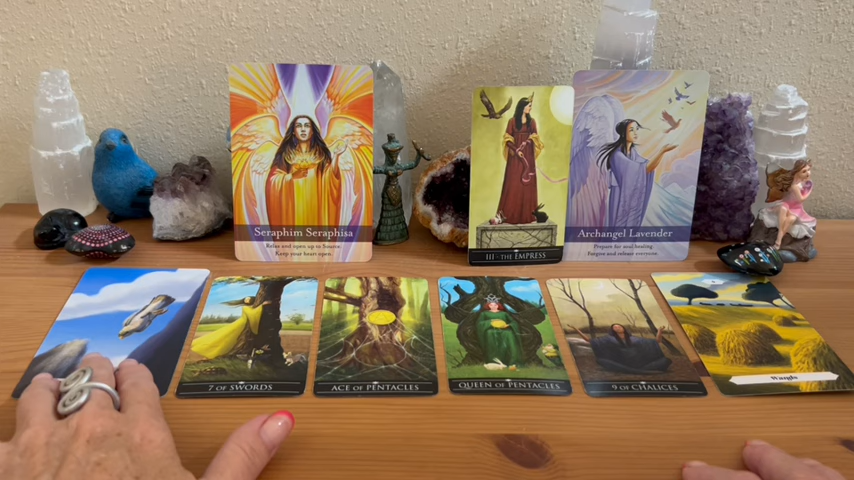 Seraphim Seraphisa
Relax and open up to Source.
Keep your heart open.
III - THE EMPRESS
Archangel Lavender
Prepare for soul healing.
Forgive and release everyone.
7 OF SWORDS
ACE OF PENTACLES
QUEEN OF PENTACLES
9 OF CHALICES